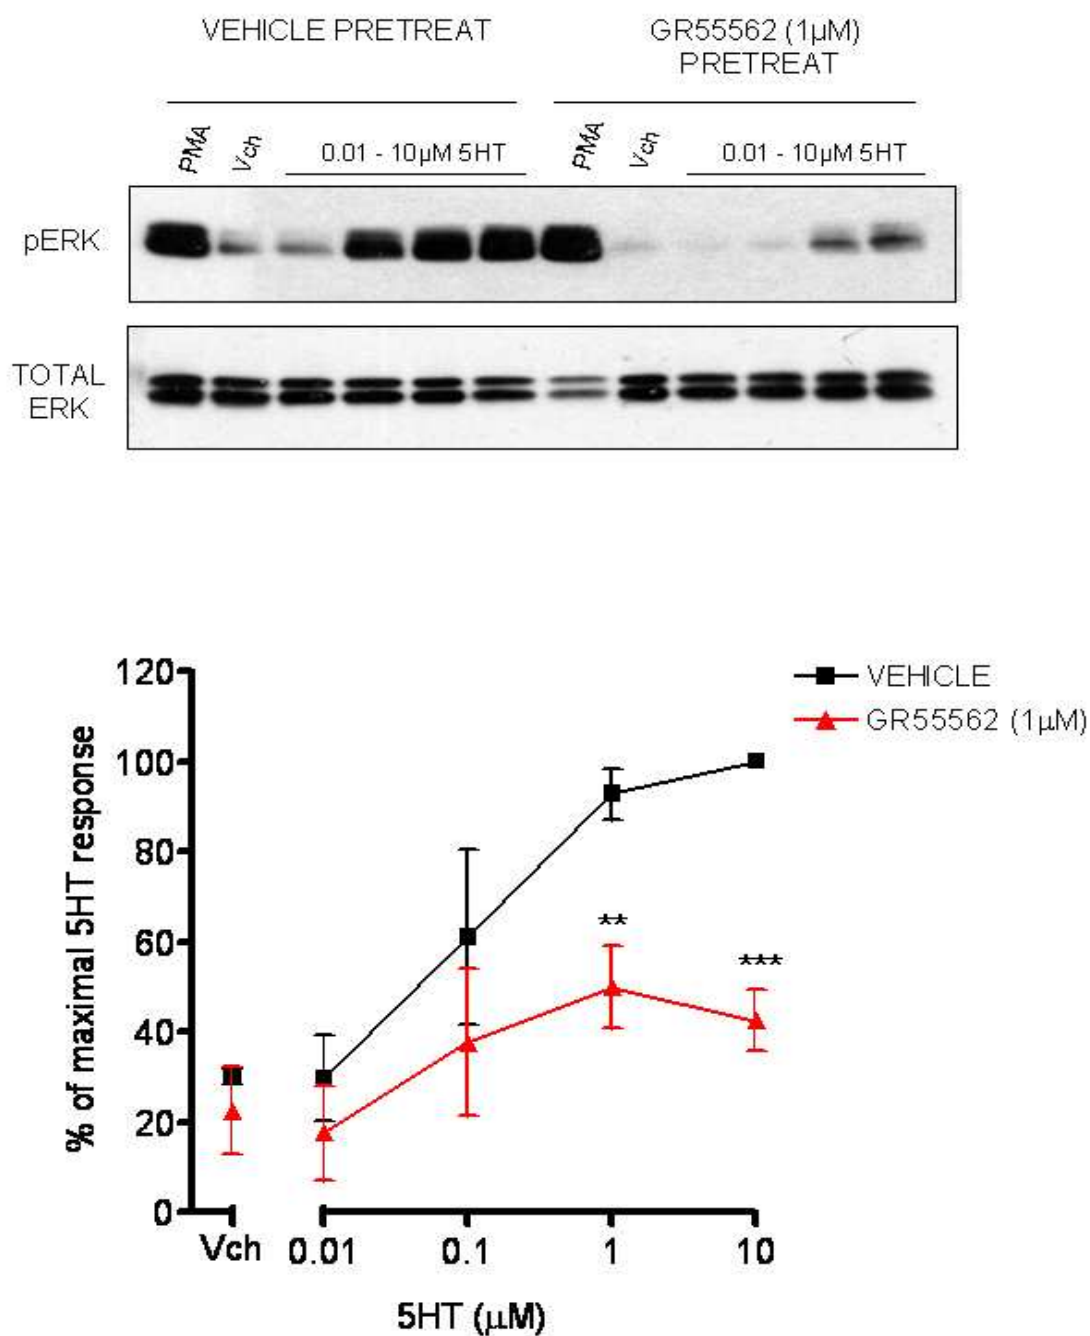 VEHICLE PRETREAT
GR55562 (1µM)
PRETREAT
PMA
Vch
0.01 - 10µM 5HT
PMA
Vch
0.01 - 10µM 5HT
pERK
TOTAL
ERK
120
100
80
60
40
20
0
% of maximal 5HT response
VEHICLE
GR55562 (1µM)
**
***
Vch
0.01
0.1
1
10
5HT (µM)